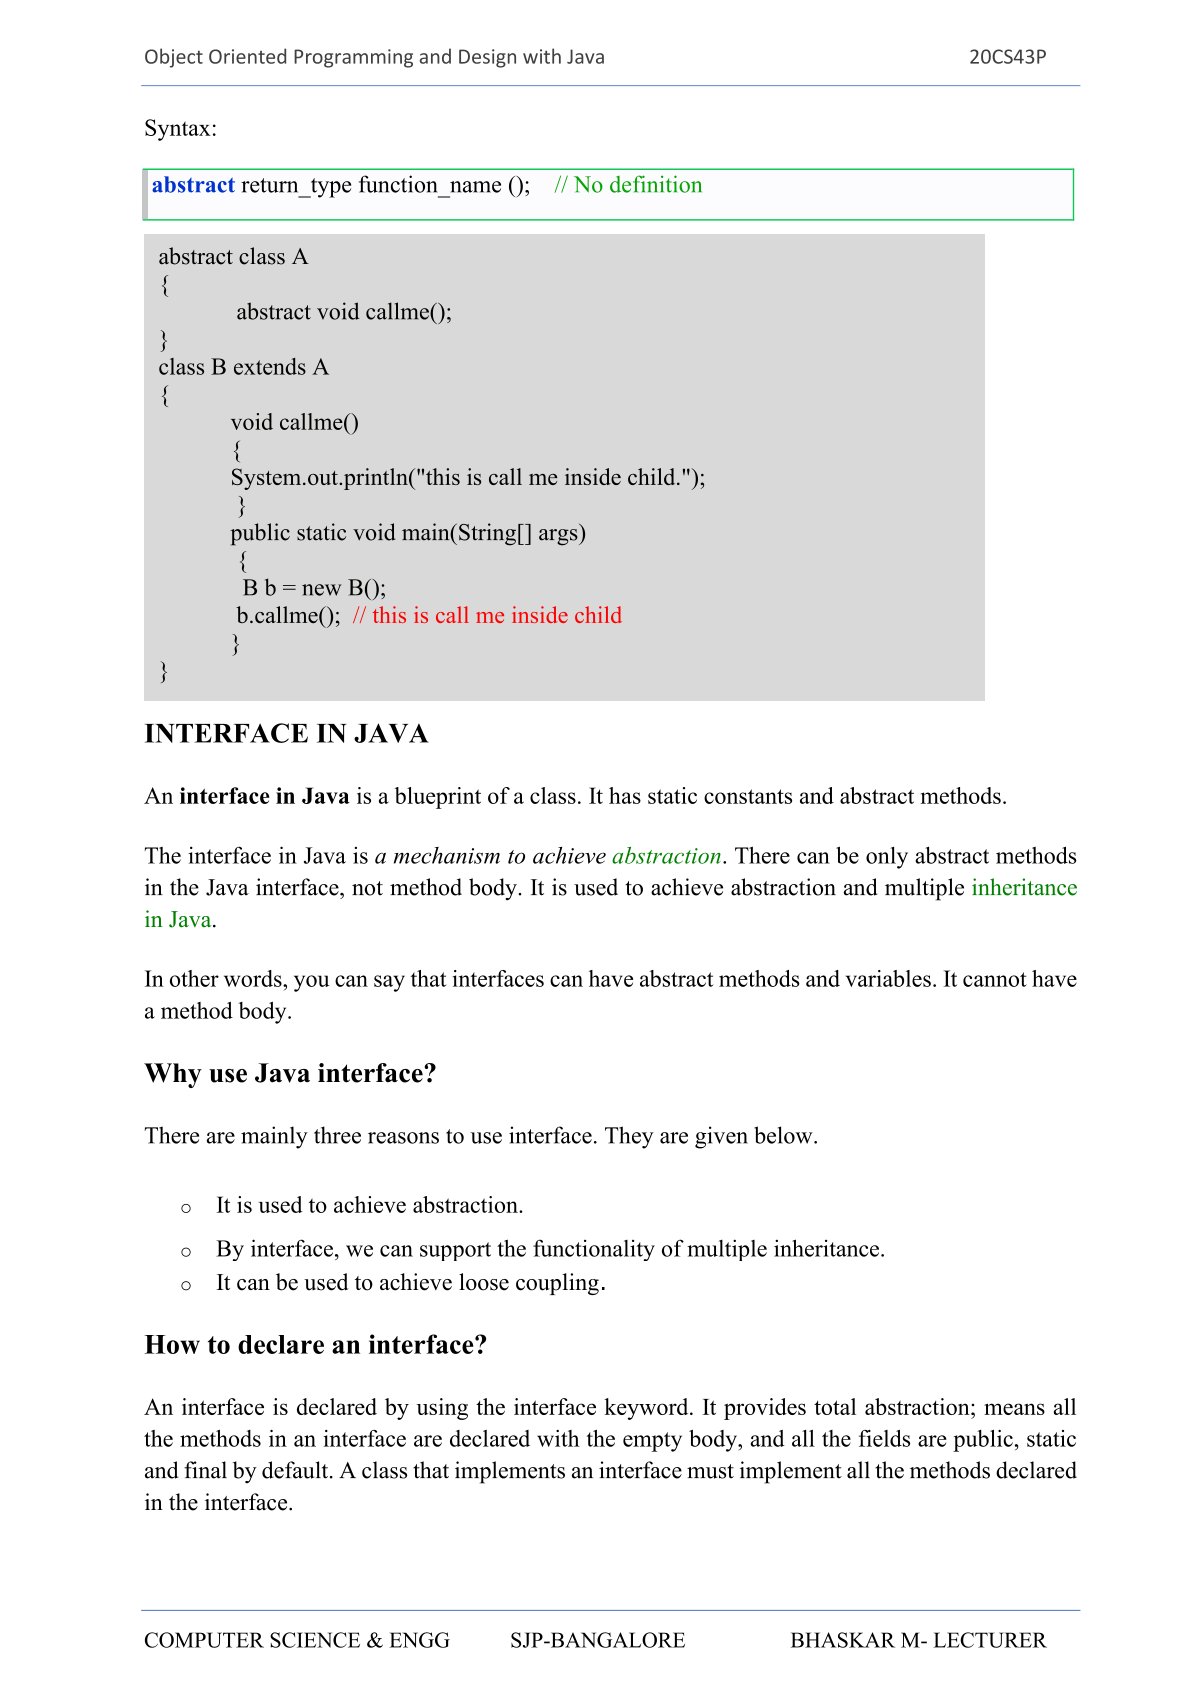 Object Oriented Programming and Design with Java 20CS43P
Syntax:
abstract return_type function_name (); // No definition
abstract class A
{
abstract void callme();
}
class B extends A
{
void callme()
{
System.out.println("this is call me inside child.");
}
public static void main(String[] args)
{
B b = new B();
b.callme(); // this is call me inside child
}
}
INTERFACE IN JAVA
An interface in Java is a blueprint of a class. It has static constants and abstract methods.
The interface in Java is a mechanism to achieve abstraction. There can be only abstract methods
in the Java interface, not method body. It is used to achieve abstraction and multiple inheritance
in Java.
In other words, you can say that interfaces can have abstract methods and variables. It cannot have
a method body.
Why use Java interface?
There are mainly three reasons to use interface. They are given below.
o It is used to achieve abstraction.
o By interface, we can support the functionality of multiple inheritance.
o It can be used to achieve loose coupling.
How to declare an interface?
An interface is declared by using the interface keyword. It provides total abstraction; means all
the methods in an interface are declared with the empty body, and all the fields are public, static
and final by default. A class that implements an interface must implement all the methods declared
in the interface.
COMPUTER SCIENCE & ENGG SJP-BANGALORE BHASKAR M- LECTURER